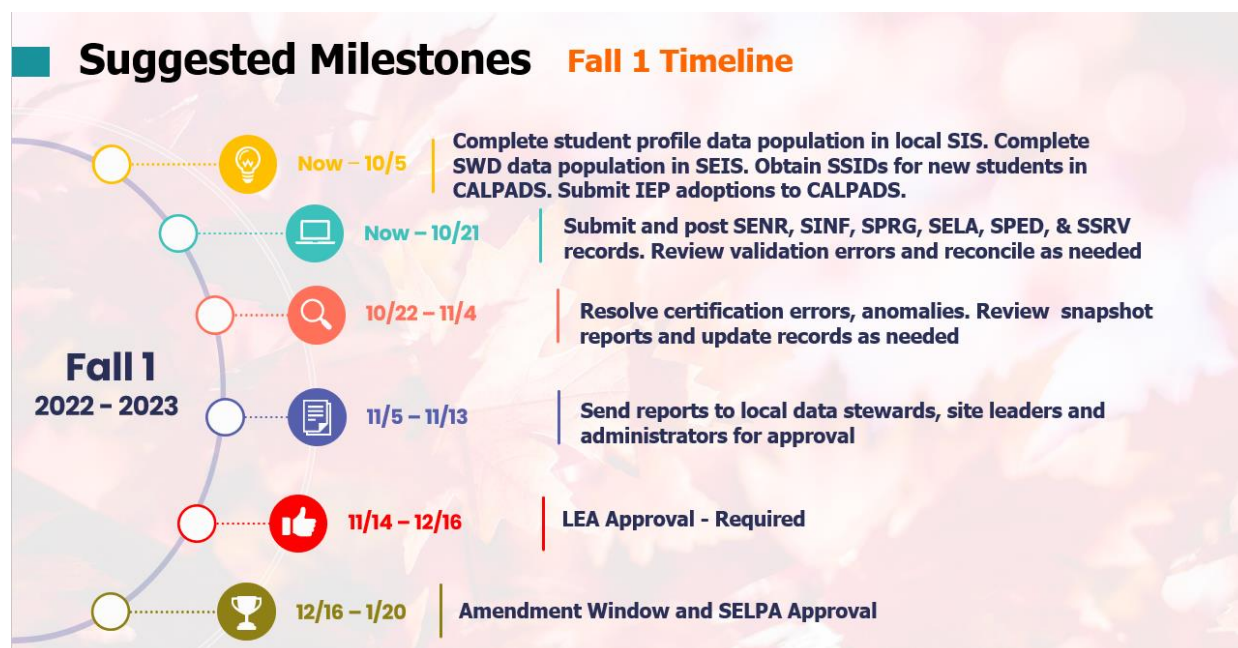 Suggested Milestones Fall 1 Timeline
Now – 10/5
Complete student profile data population in local SIS. Complete
SWD data population in SEIS. Obtain SSIDs for new students in
CALPADS. Submit IEP adoptions to CALPADS.
Now – 10/21
Submit and post SENR, SINF, SPRG, SELA, SPED, & SSRV
records. Review validation errors and reconcile as needed
10/22 – 11/4
Resolve certification errors, anomalies. Review snapshot
reports and update records as needed
Fall 1
2022 – 2023
11/5 – 11/13
Send reports to local data stewards, site leaders and
administrators for approval
11/14 – 12/16
LEA Approval - Required
12/16 – 1/20
Amendment Window and SELPA Approval